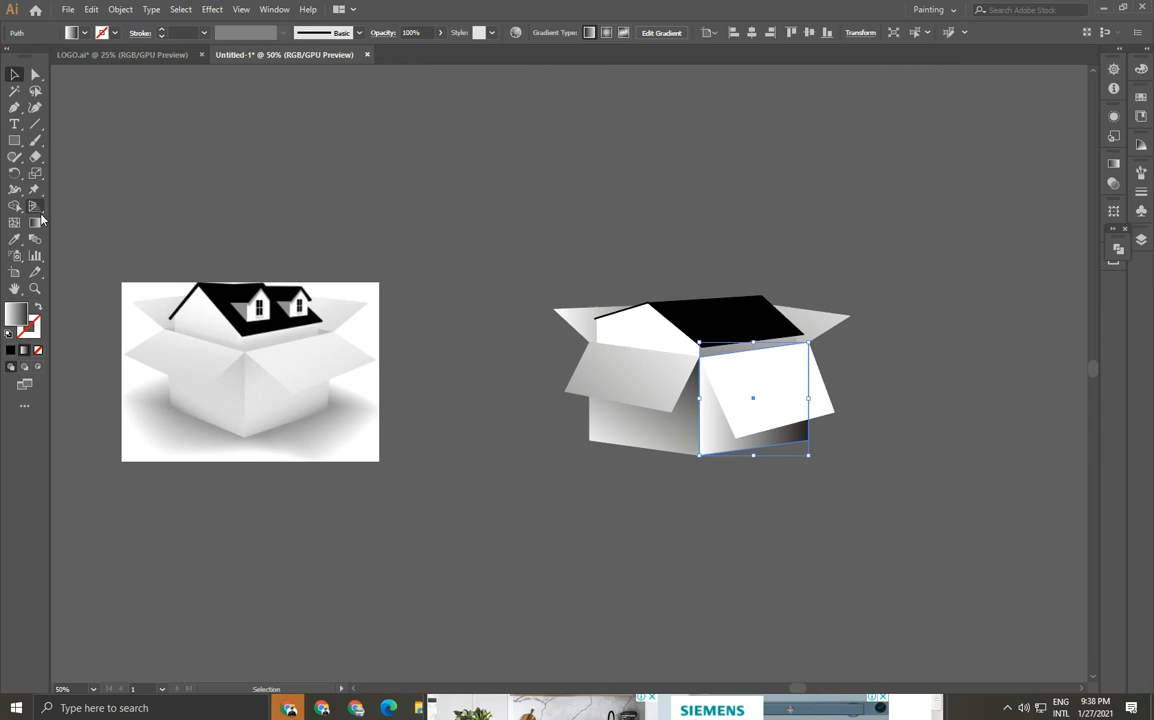 Ai File Edit Object Type Select Effect View Window Help Painting Search Adobe Stock
Path Stroke: Basic Opacity: 100% Style: Gradient Type: Edit Gradient Transform
LOGO.ai* @ 25% (RGB/GPU Preview) × Untitled-1* @ 50% (RGB/GPU Preview) ×
50% 1 Selection
Type here to search SIEMENS ENG 9:38 PM
INTL 1/27/2021